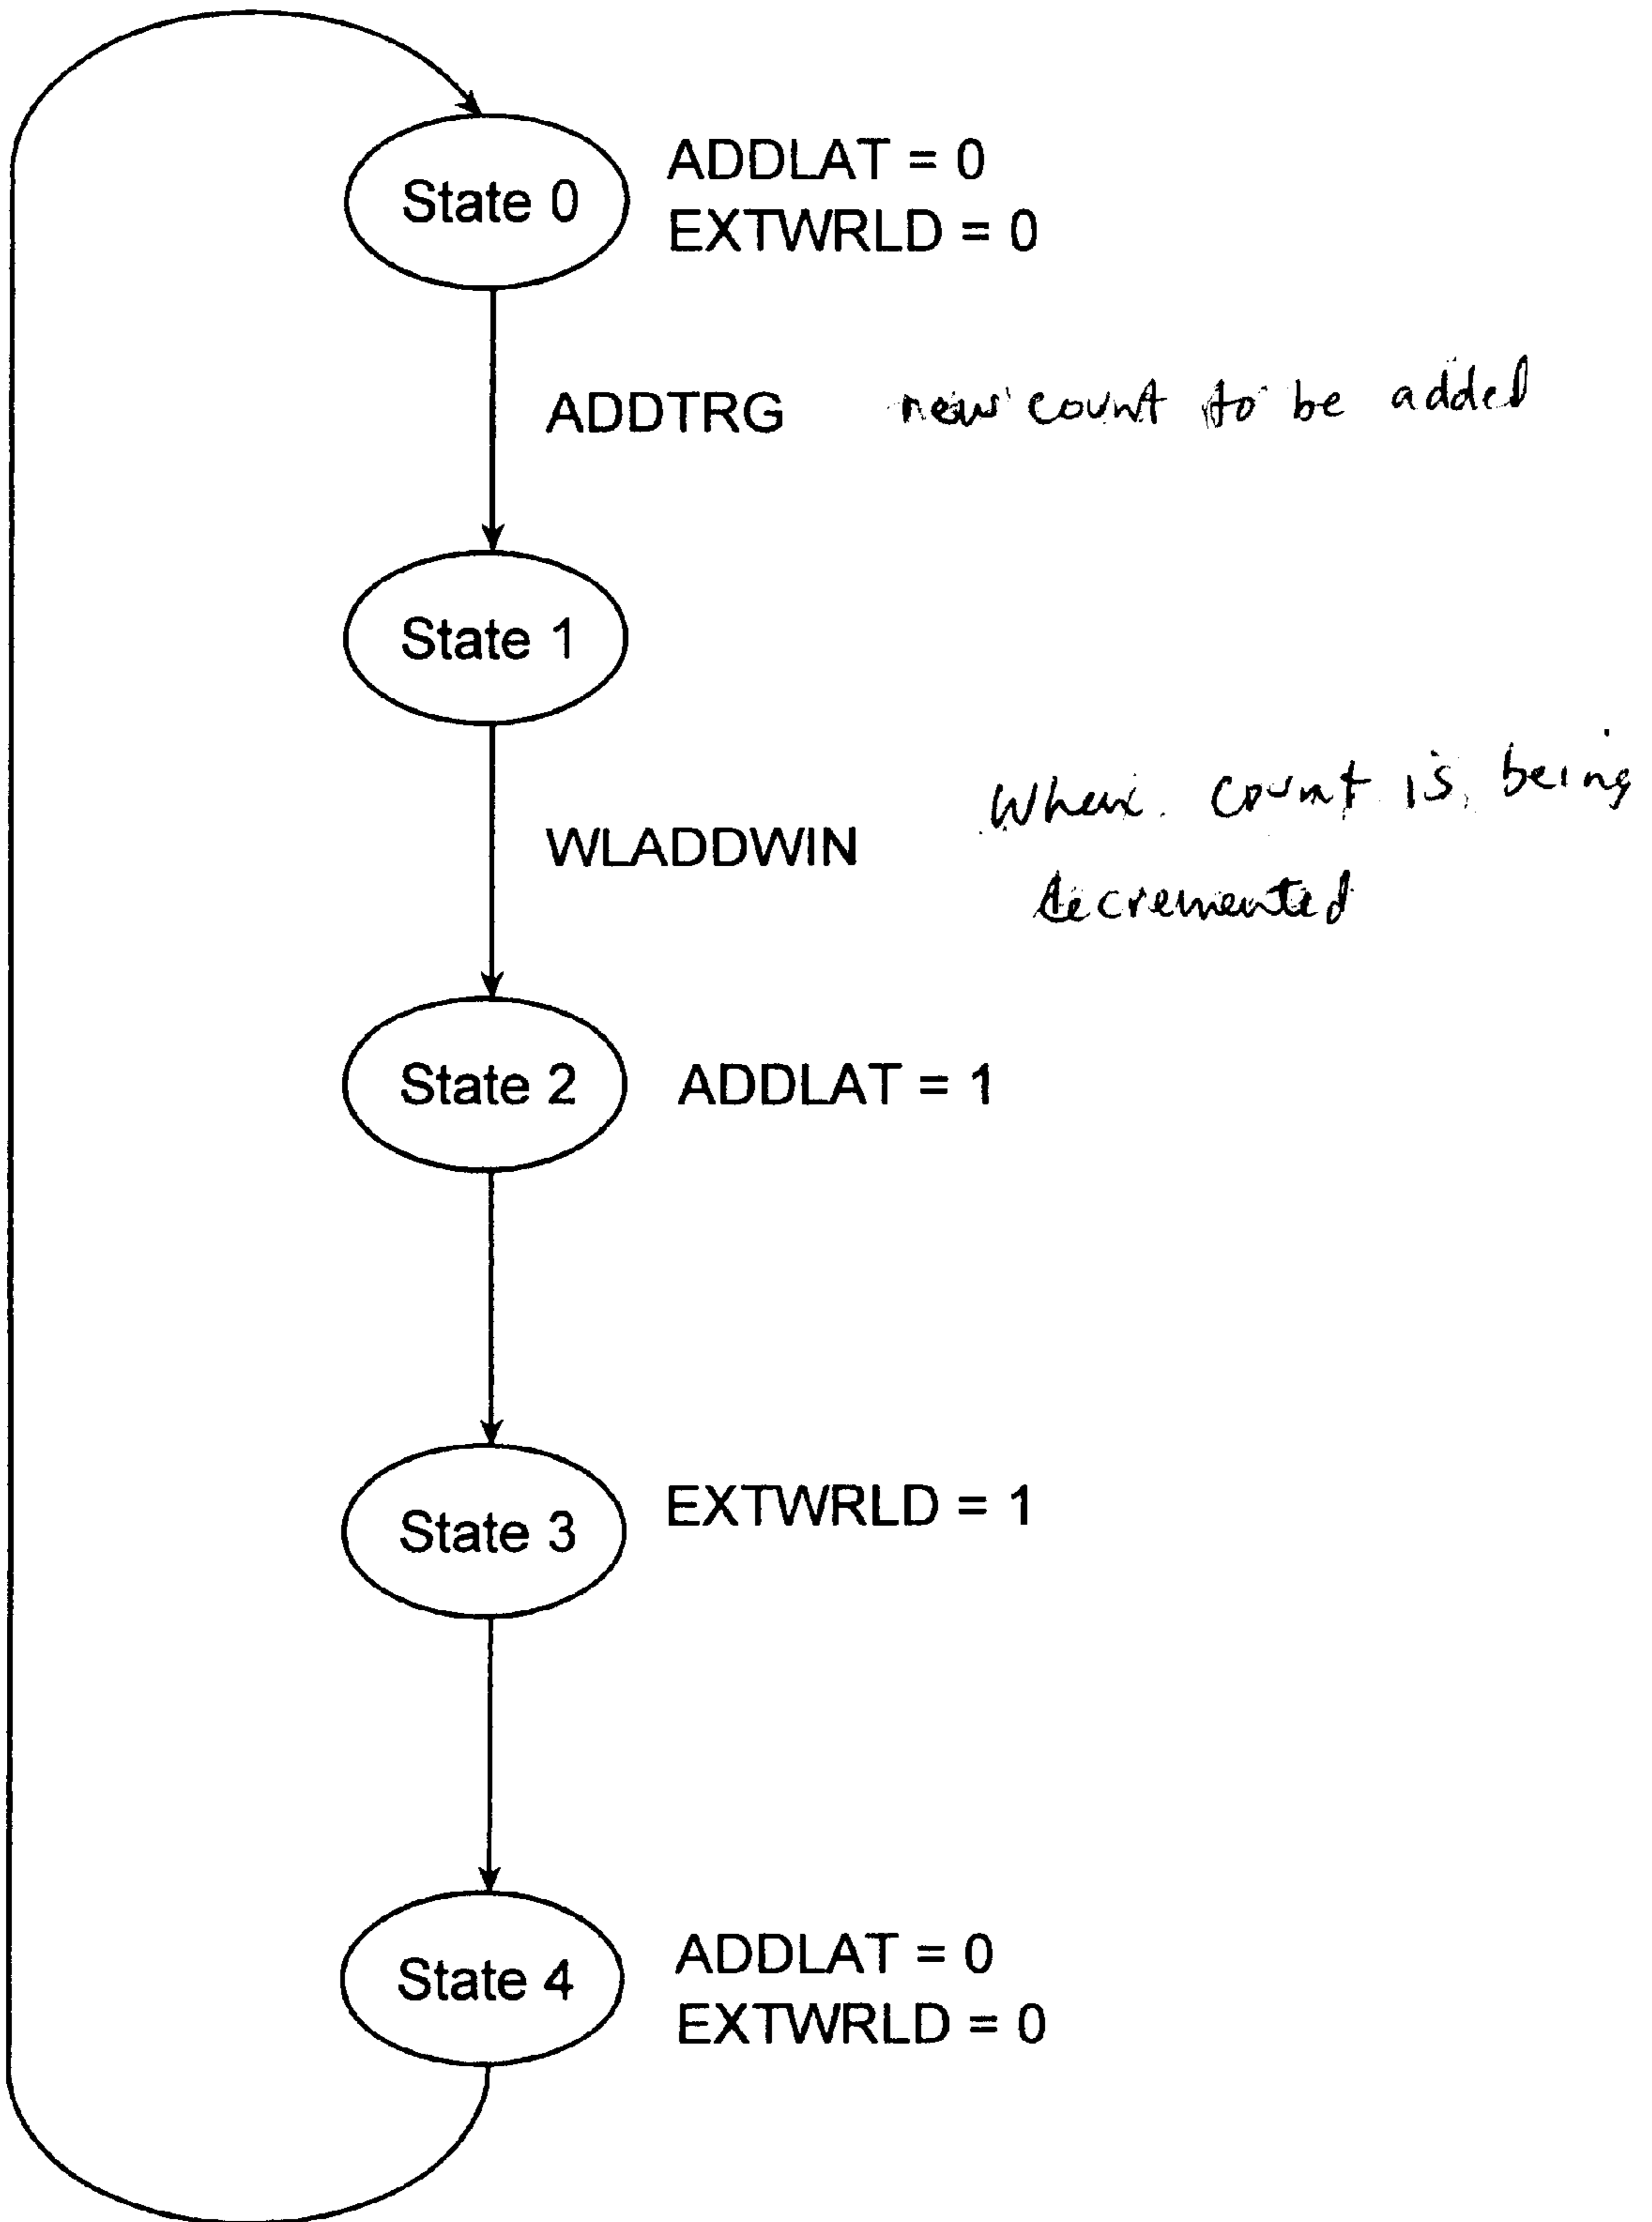 State 0
ADDLAT = 0
EXTWRLD = 0
ADDTRG new count to be added
State 1
WLADDWIN
When count is being
decremented
State 2 ADDLAT = 1
State 3 EXTWRLD = 1
State 4
ADDLAT = 0
EXTWRLD = 0